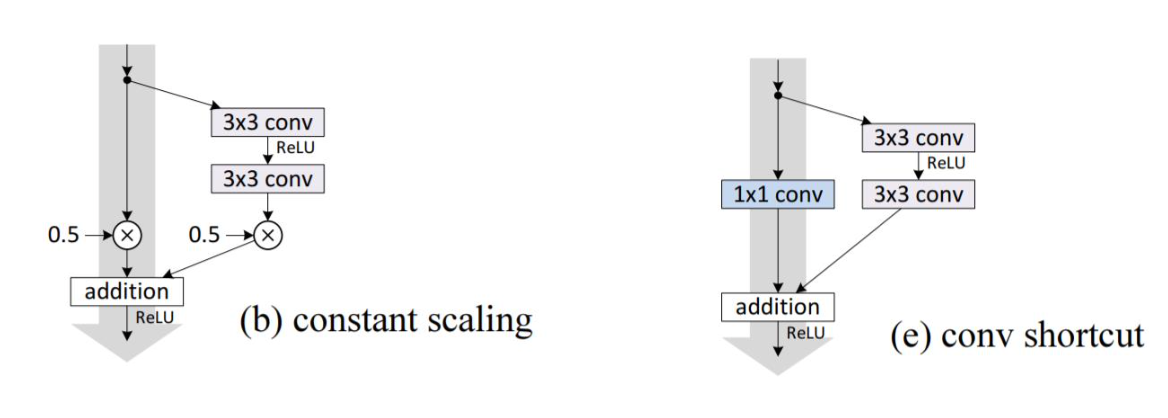 3x3 conv
ReLU
3x3 conv
0.5
0.5
addition
ReLU
(b) constant scaling
3x3 conv
ReLU
1x1 conv
3x3 conv
addition
ReLU
(e) conv shortcut